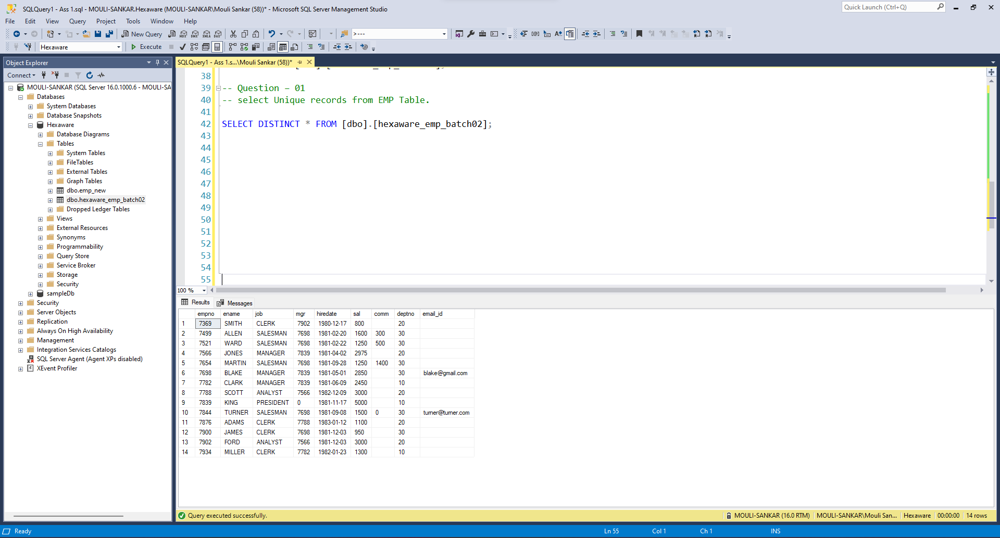 SQLQuery1 - Ass 1.sql - MOULI-SANKAR.Hexaware (MOULI-SANKAR\Mouli Sankar (58))* - Microsoft SQL Server Management Studio
Quick Launch (Ctrl+Q)
File Edit View Query Project Tools Window Help
New Query MDX DMX XMLA DAX >---
Hexaware Execute
Object Explorer
Connect
MOULI-SANKAR (SQL Server 16.0.1000.6 - MOULI-SA
Databases
System Databases
Database Snapshots
Hexaware
Database Diagrams
Tables
System Tables
FileTables
External Tables
Graph Tables
dbo.emp_new
dbo.hexaware_emp_batch02
Dropped Ledger Tables
Views
External Resources
Synonyms
Programmability
Query Store
Service Broker
Storage
Security
sampleDb
Security
Server Objects
Replication
Always On High Availability
Management
Integration Services Catalogs
SQL Server Agent (Agent XPs disabled)
XEvent Profiler
SQLQuery1 - Ass 1.s...\Mouli Sankar (58))*
38
39 -- Question – 01
40 -- select Unique records from EMP Table.
41
42 SELECT DISTINCT * FROM [dbo].[hexaware_emp_batch02];
43
44
45
46
47
48
49
50
51
52
53
54
55
100 %
Results Messages
empno ename job mgr hiredate sal comm deptno email_id
1 7369 SMITH CLERK 7902 1980-12-17 800 20
2 7499 ALLEN SALESMAN 7698 1981-02-20 1600 300 30
3 7521 WARD SALESMAN 7698 1981-02-22 1250 500 30
4 7566 JONES MANAGER 7839 1981-04-02 2975 20
5 7654 MARTIN SALESMAN 7698 1981-09-28 1250 1400 30
6 7698 BLAKE MANAGER 7839 1981-05-01 2850 30 blake@gmail.com
7 7782 CLARK MANAGER 7839 1981-06-09 2450 10
8 7788 SCOTT ANALYST 7566 1982-12-09 3000 20
9 7839 KING PRESIDENT 0 1981-11-17 5000 10
10 7844 TURNER SALESMAN 7698 1981-09-08 1500 0 30 turner@turner.com
11 7876 ADAMS CLERK 7788 1983-01-12 1100 20
12 7900 JAMES CLERK 7698 1981-12-03 950 30
13 7902 FORD ANALYST 7566 1981-12-03 3000 20
14 7934 MILLER CLERK 7782 1982-01-23 1300 10
Query executed successfully. MOULI-SANKAR (16.0 RTM) MOULI-SANKAR\Mouli San... Hexaware 00:00:00 14 rows
Ready Ln 55 Col 1 Ch 1 INS